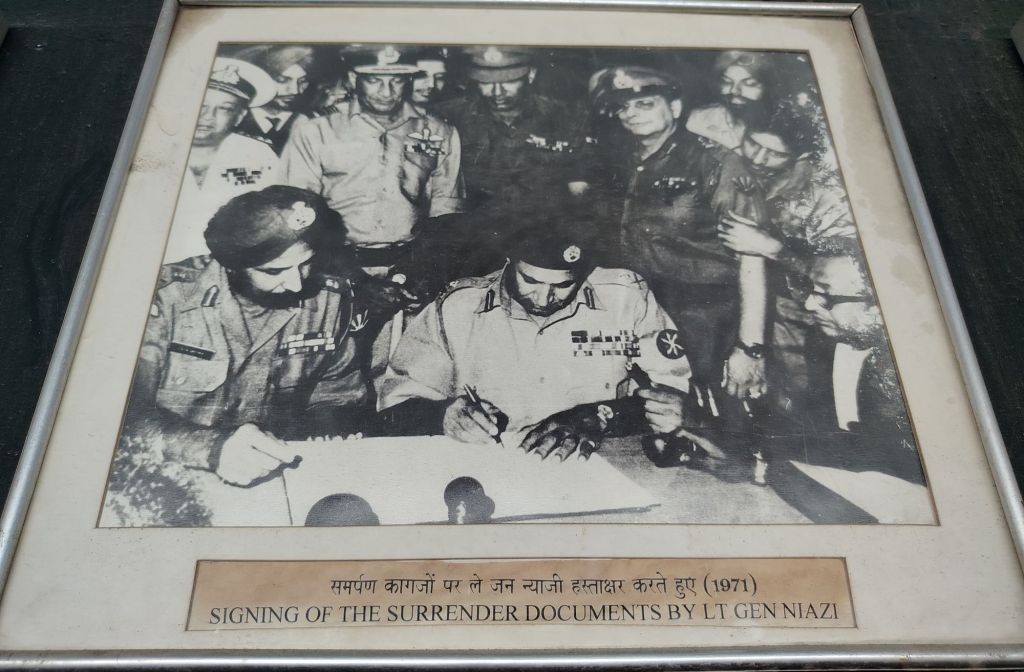 समर्पण कागजों पर ले जन न्याजी हस्ताक्षर करते हुए (1971)
SIGNING OF THE SURRENDER DOCUMENTS BY LT GEN NIAZI